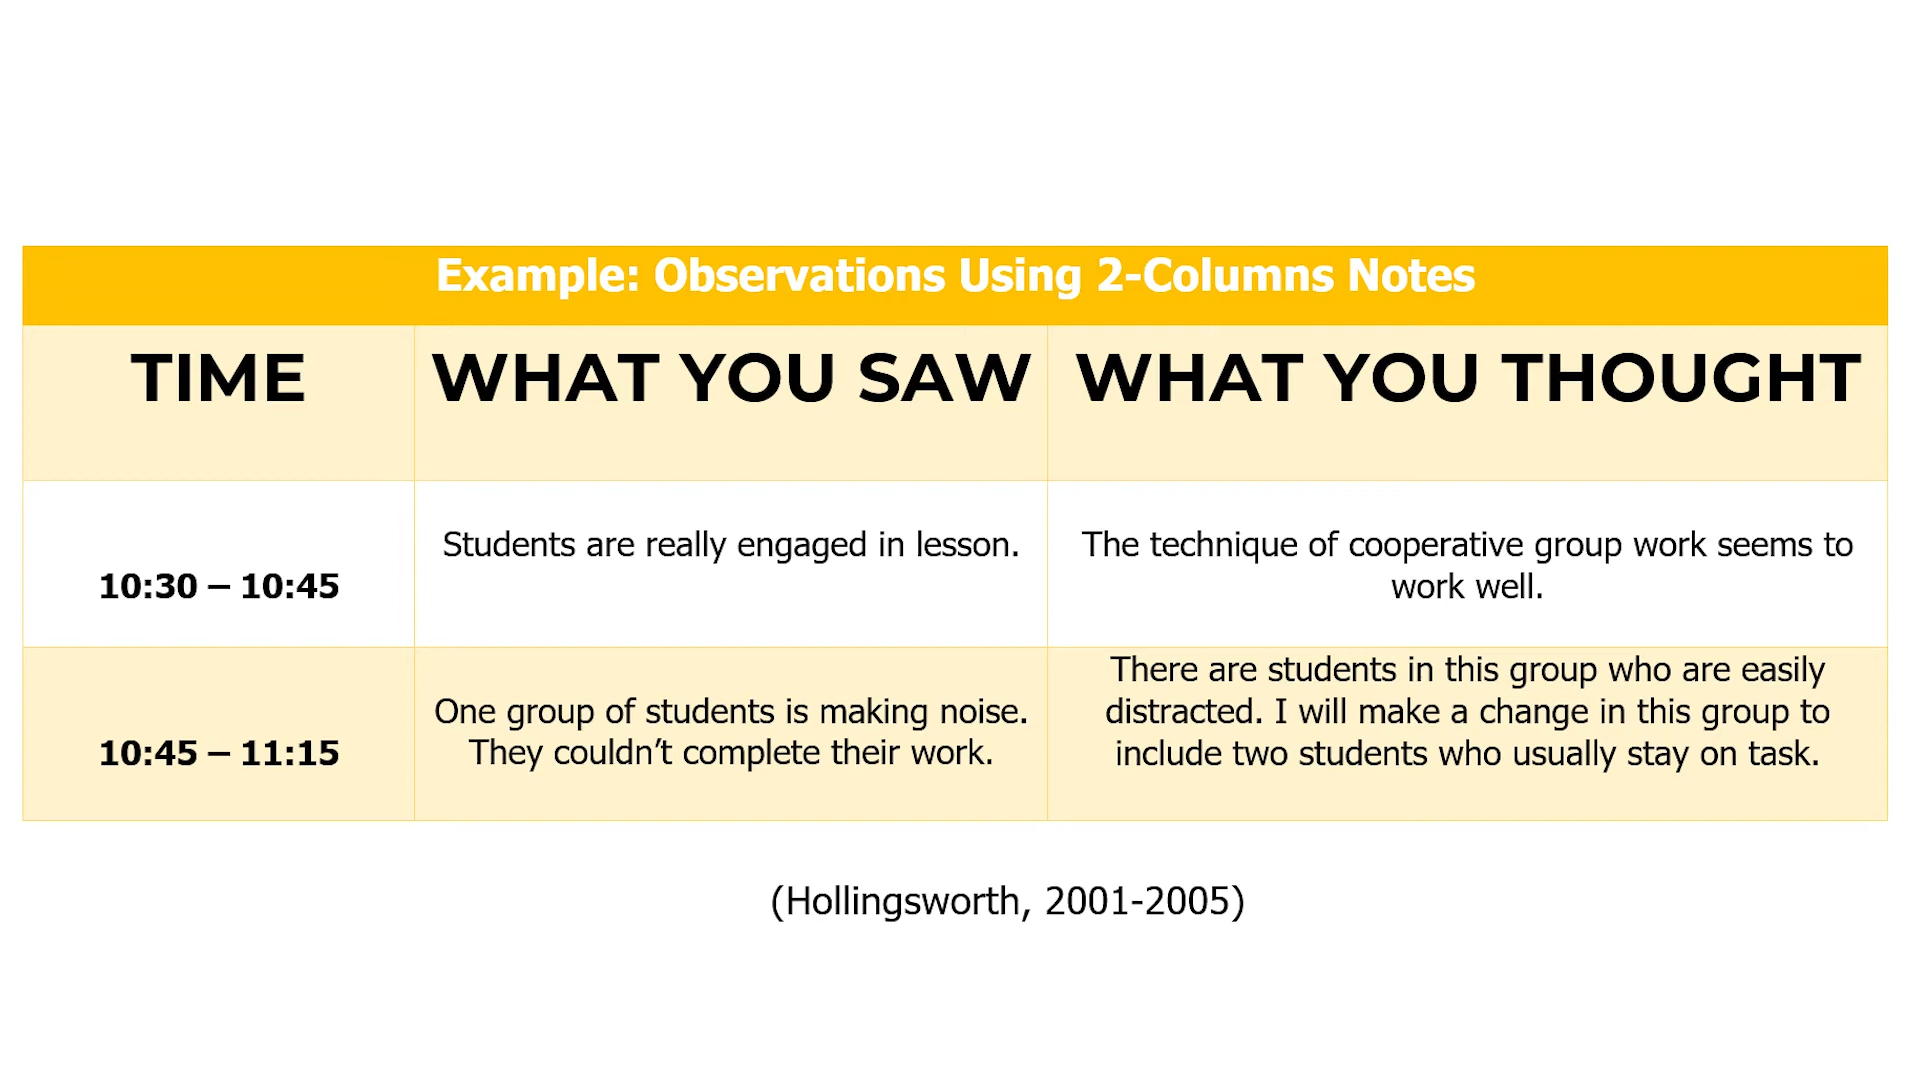 Example: Observations Using 2-Columns Notes
TIME
WHAT YOU SAW
WHAT YOU THOUGHT
10:30 – 10:45
Students are really engaged in lesson.
The technique of cooperative group work seems to
work well.
10:45 – 11:15
One group of students is making noise.
They couldn’t complete their work.
There are students in this group who are easily
distracted. I will make a change in this group to
include two students who usually stay on task.
(Hollingsworth, 2001-2005)